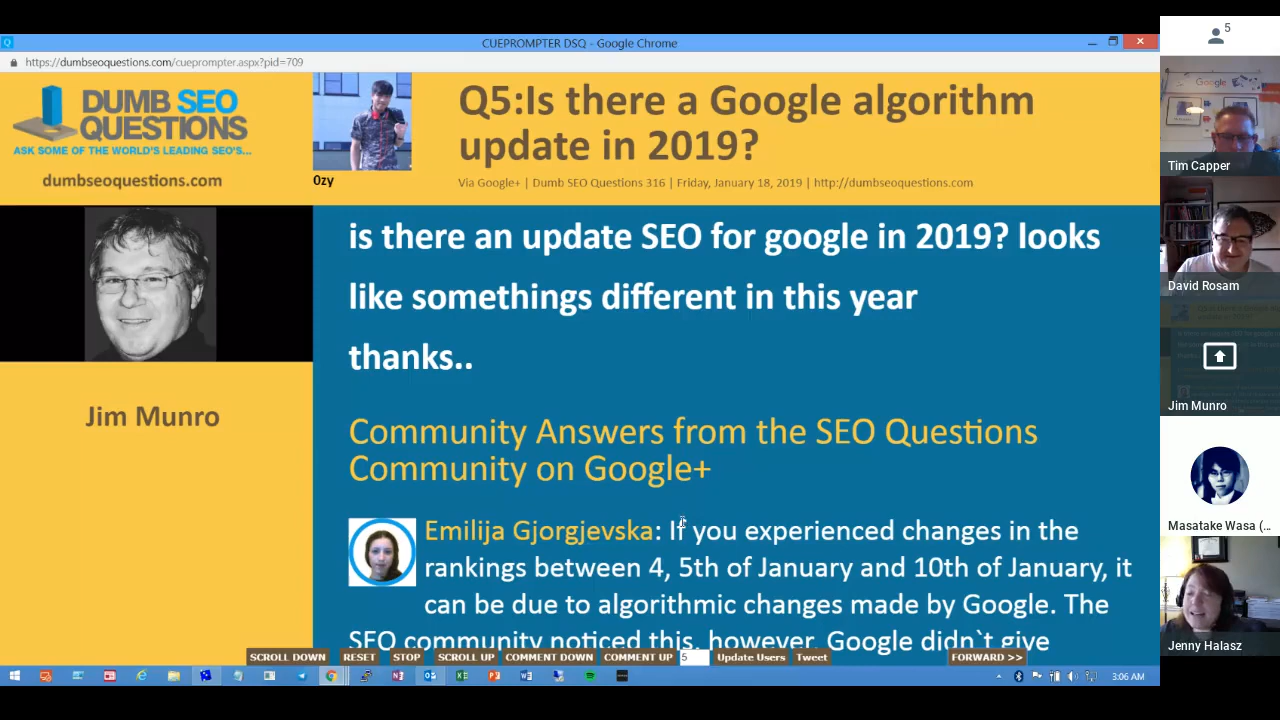 CUEPROMPTER DSQ - Google Chrome
https://dumbseoquestions.com/cueprompter.aspx?pid=709
DUMB SEO
QUESTIONS
ASK SOME OF THE WORLD'S LEADING SEO'S...
dumbseoquestions.com
0zy
Q5:Is there a Google algorithm
update in 2019?
Via Google+ | Dumb SEO Questions 316 | Friday, January 18, 2019 | http://dumbseoquestions.com
Jim Munro
is there an update SEO for google in 2019? looks
like somethings different in this year
thanks..
Community Answers from the SEO Questions
Community on Google+
Emilija Gjorgjevska: If you experienced changes in the
rankings between 4, 5th of January and 10th of January, it
can be due to algorithmic changes made by Google. The
SEO community noticed this, however, Google didn`t give
SCROLL DOWN RESET STOP SCROLL UP COMMENT DOWN COMMENT UP 5 Update Users Tweet FORWARD >>
3:06 AM
5
Google
Tim Capper
David Rosam
Jim Munro
Masatake Wasa (...
Jenny Halasz